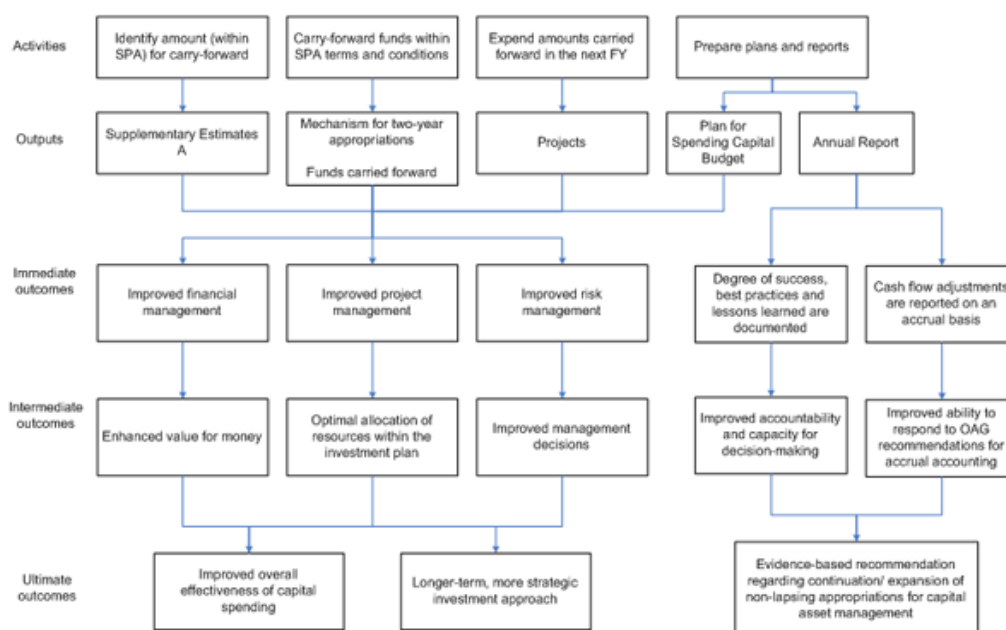 Activities
Identify amount (within
SPA) for carry-forward
Carry-forward funds within
SPA terms and conditions
Expend amounts carried
forward in the next FY
Prepare plans and reports
Outputs
Supplementary Estimates
A
Mechanism for two-year
appropriations
Funds carried forward
Projects
Plan for
Spending Capital
Budget
Annual Report
Immediate
outcomes
Improved financial
management
Improved project
management
Improved risk
management
Degree of success,
best practices and
lessons learned are
documented
Cash flow adjustments
are reported on an
accrual basis
Intermediate
outcomes
Enhanced value for money
Optimal allocation of
resources within the
investment plan
Improved management
decisions
Improved accountability
and capacity for
decision-making
Improved ability to
respond to OAG
recommendations for
accrual accounting
Ultimate
outcomes
Improved overall
effectiveness of capital
spending
Longer-term, more strategic
investment approach
Evidence-based recommendation
regarding continuation/ expansion of
non-lapsing appropriations for capital
asset management